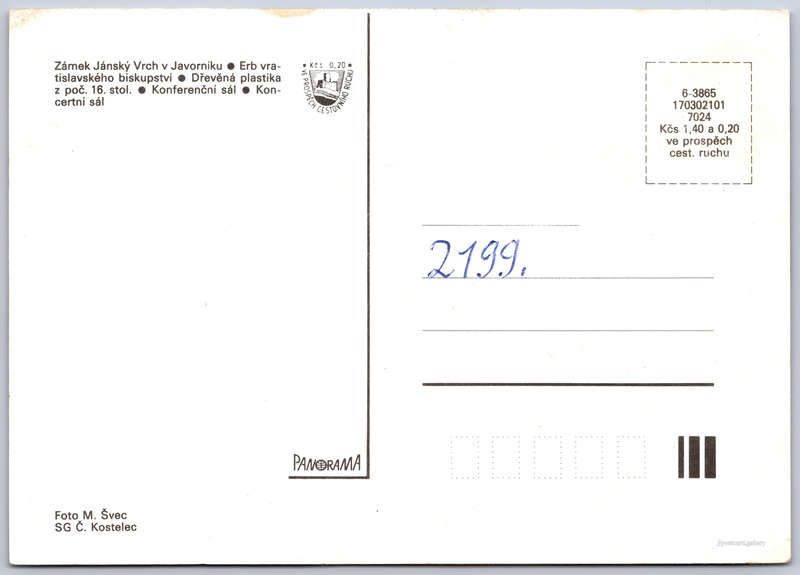 Zámek Jánský Vrch v Javorníku ● Erb vra-
tislavského biskupství ● Dřevěná plastika
z poč. 16. stol. ● Konferenční sál ● Kon-
certní sál
• Kčs 0,20 •
VE PROSPĚCH CESTOVNÍHO RUCHU
6-3865
170302101
7024
Kčs 1,40 a 0,20
ve prospěch
cest. ruchu
2199.
PANORAMA
Foto M. Švec
SG Č. Kostelec
//postcard.gallery